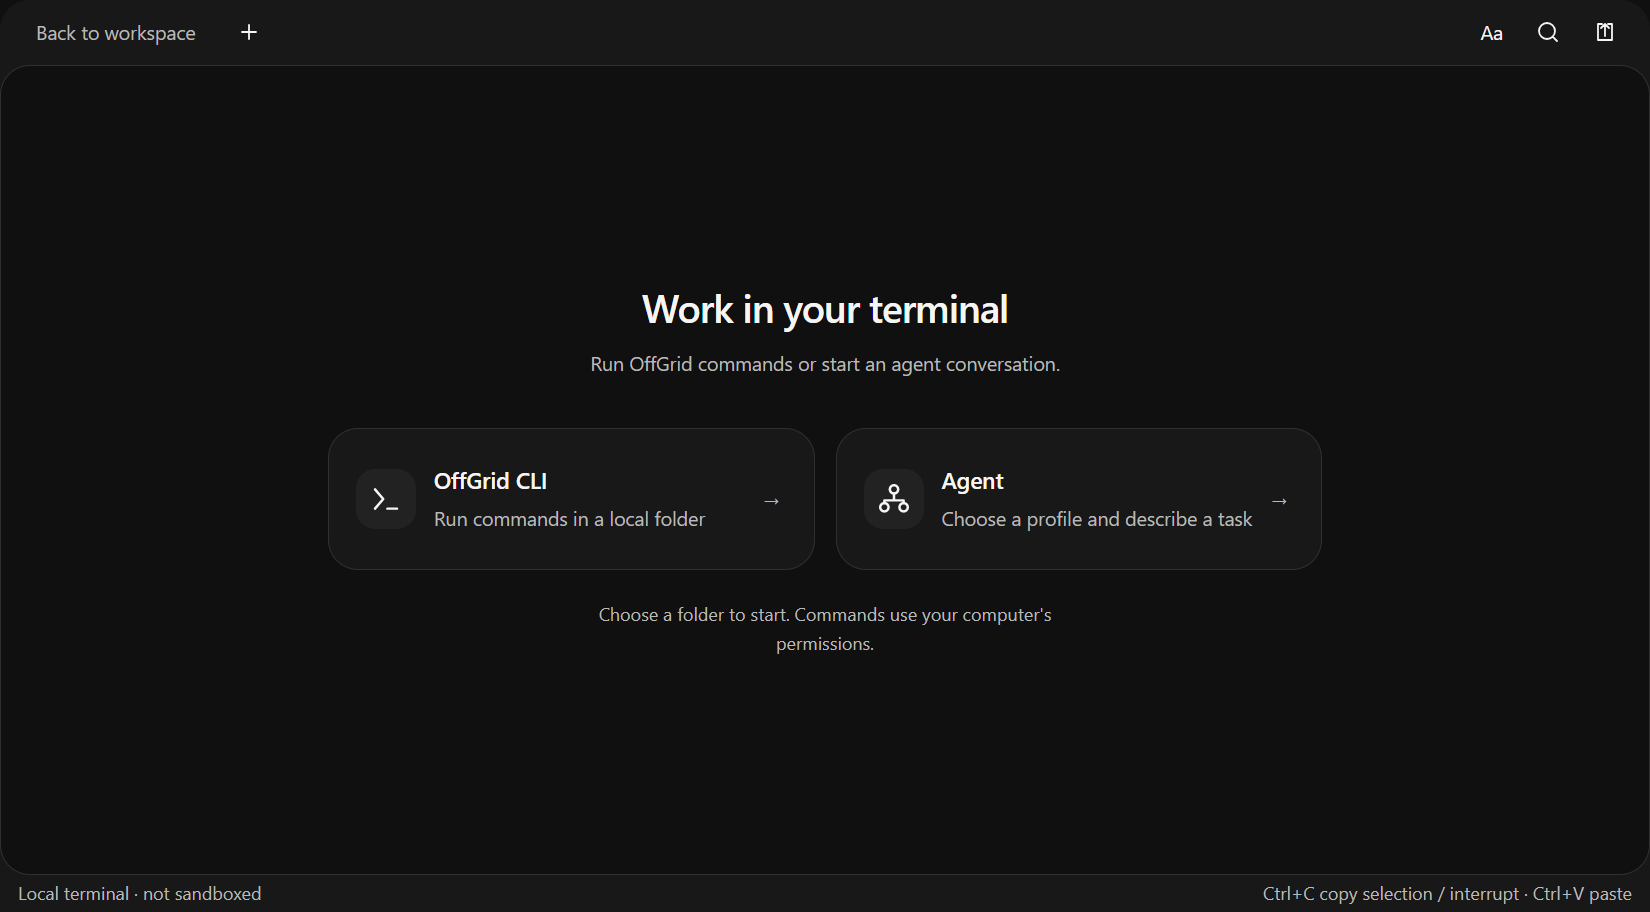 Back to workspace +
Aa
Work in your terminal
Run OffGrid commands or start an agent conversation.
OffGrid CLI
Run commands in a local folder
→
Agent
Choose a profile and describe a task
→
Choose a folder to start. Commands use your computer's
permissions.
Local terminal · not sandboxed
Ctrl+C copy selection / interrupt · Ctrl+V paste